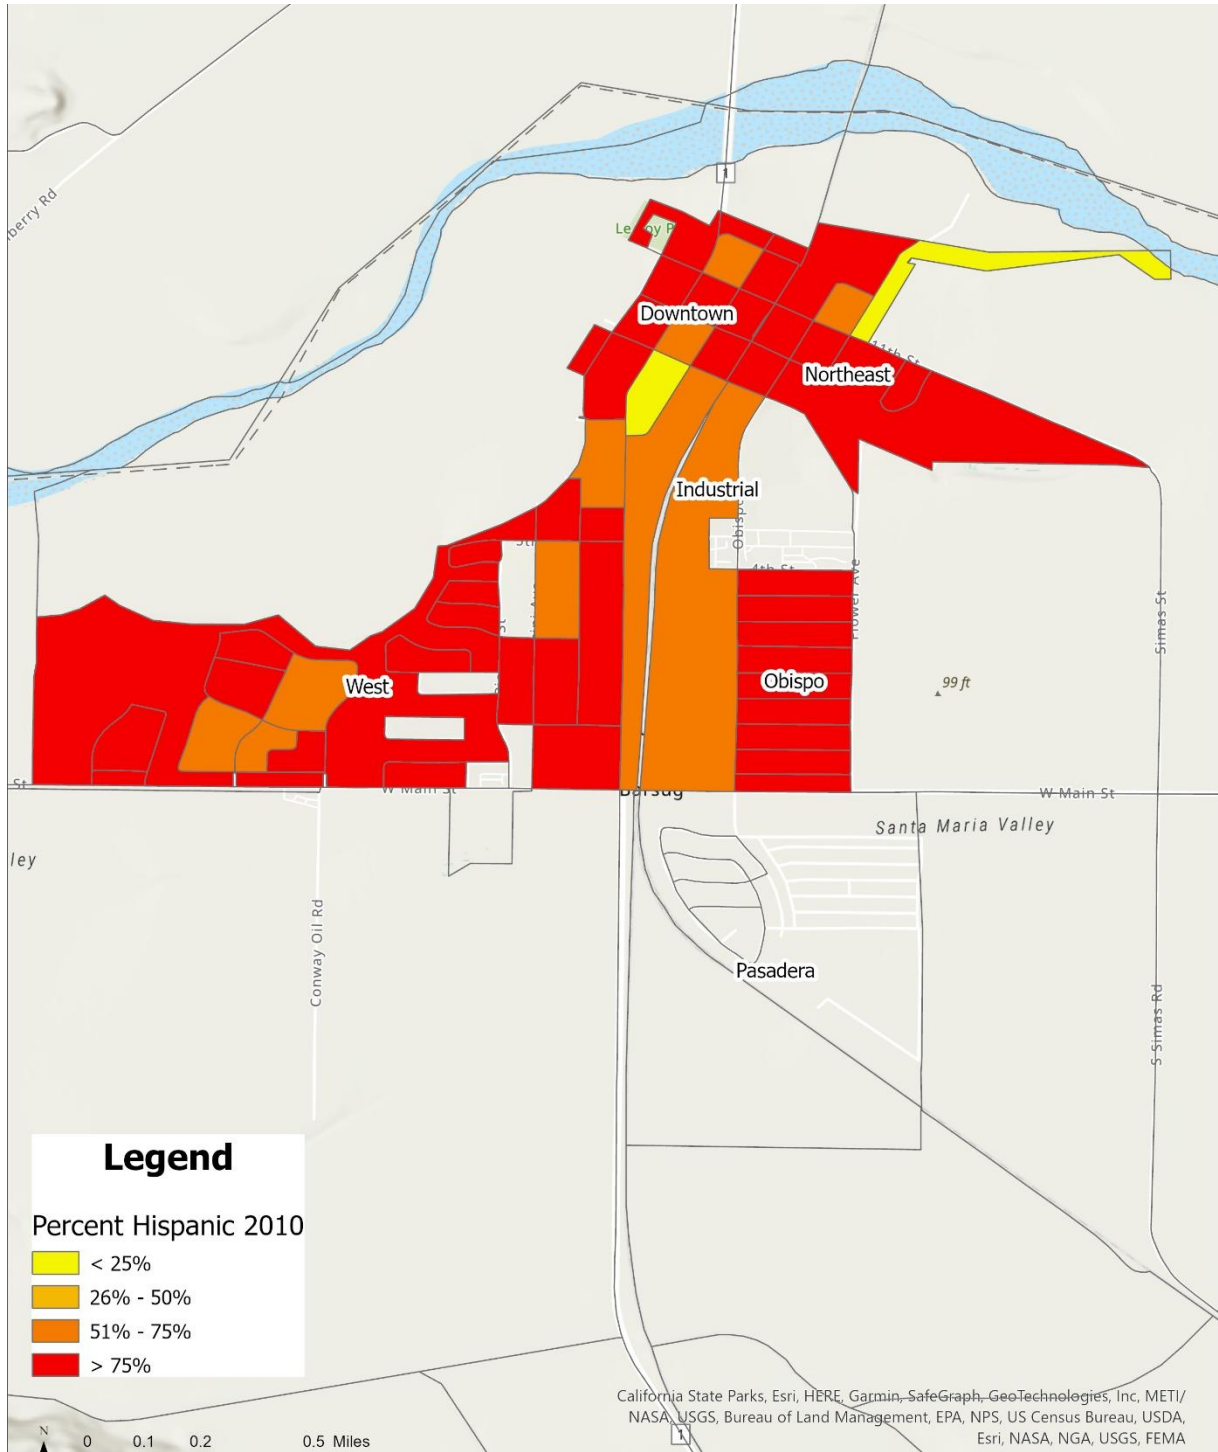 1
Downtown
11th St
Northeast
Industrial
4th St
Flower Ave
Simas St
Obispo
West
99 ft
St
W Main St
W Main St
Santa Maria Valley
ley
Conway Oil Rd
Pasadera
S Simas Rd
Legend
Percent Hispanic 2010
< 25%
26% - 50%
51% - 75%
> 75%
California State Parks, Esri, HERE, Garmin, SafeGraph, GeoTechnologies, Inc, METI/
NASA, USGS, Bureau of Land Management, EPA, NPS, US Census Bureau, USDA,
Esri, NASA, NGA, USGS, FEMA
1
N
0 0.1 0.2 0.5 Miles